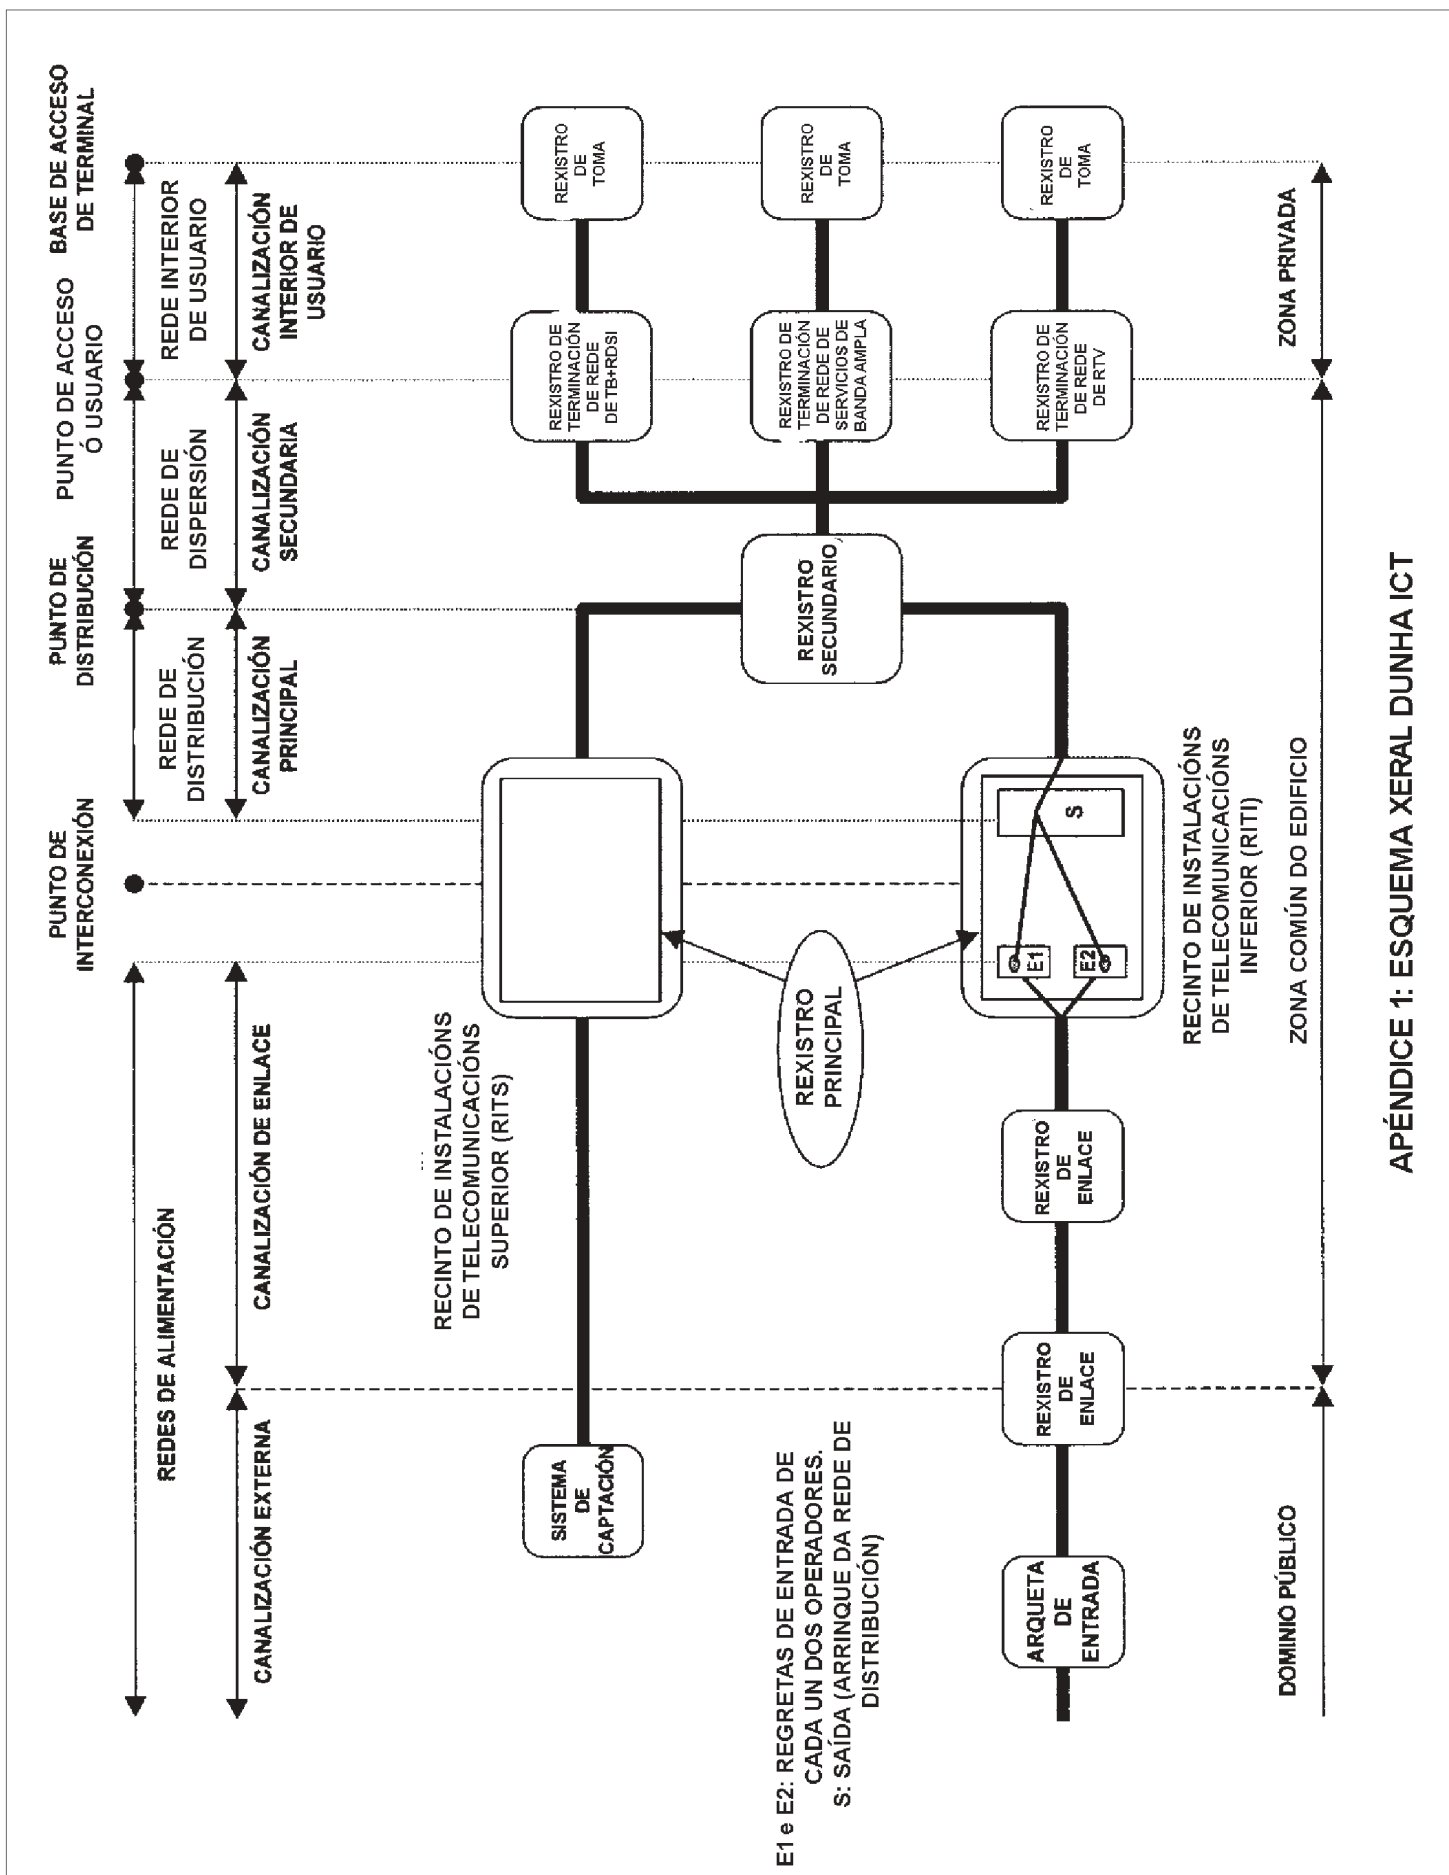 PUNTO DE
INTERCONEXIÓN
PUNTO DE
DISTRIBUCIÓN
PUNTO DE ACCESO
Ó USUARIO
BASE DE ACCESO
DE TERMINAL
REDES DE ALIMENTACIÓN
REDE DE
DISTRIBUCIÓN
REDE DE
DISPERSIÓN
REDE INTERIOR
DE USUARIO
CANALIZACIÓN EXTERNA
CANALIZACIÓN DE ENLACE
CANALIZACIÓN
PRINCIPAL
CANALIZACIÓN
SECUNDARIA
CANALIZACIÓN
INTERIOR DE
USUARIO
RECINTO DE INSTALACIÓNS
DE TELECOMUNICACIÓNS
SUPERIOR (RITS)
SISTEMA
DE
CAPTACIÓN
REXISTRO DE
TERMINACIÓN
DE REDE
DE TB+RDSI
REXISTRO
DE
TOMA
REXISTRO
PRINCIPAL
REXISTRO
SECUNDARIO
REXISTRO DE
TERMINACIÓN
DE REDE DE
SERVICIOS DE
BANDA AMPLA
REXISTRO
DE
TOMA
E1 e E2: REGRETAS DE ENTRADA DE
CADA UN DOS OPERADORES.
S: SAÍDA (ARRINQUE DA REDE DE
DISTRIBUCIÓN)
ARQUETA
DE
ENTRADA
REXISTRO
DE
ENLACE
REXISTRO
DE
ENLACE
E1
E2
S
REXISTRO DE
TERMINACIÓN
DE REDE
DE RTV
REXISTRO
DE
TOMA
RECINTO DE INSTALACIÓNS
DE TELECOMUNICACIÓNS
INFERIOR (RITI)
DOMINIO PÚBLICO
ZONA COMÚN DO EDIFICIO
ZONA PRIVADA
APÉNDICE 1: ESQUEMA XERAL DUNHA ICT